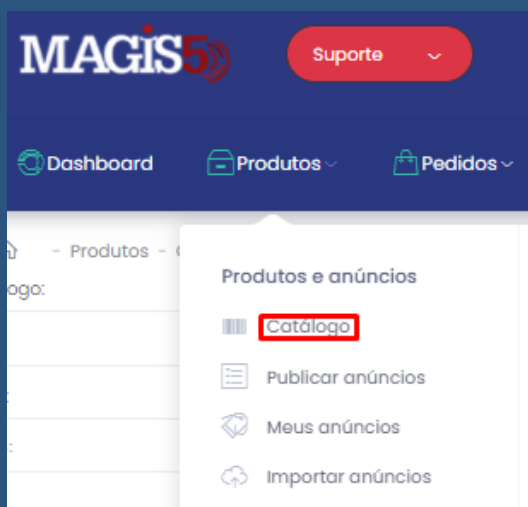 MAGIS5
Suporte
Dashboard
Produtos
Pedidos
- Produtos -
ogo:
Produtos e anúncios
Catálogo
Publicar anúncios
Meus anúncios
Importar anúncios